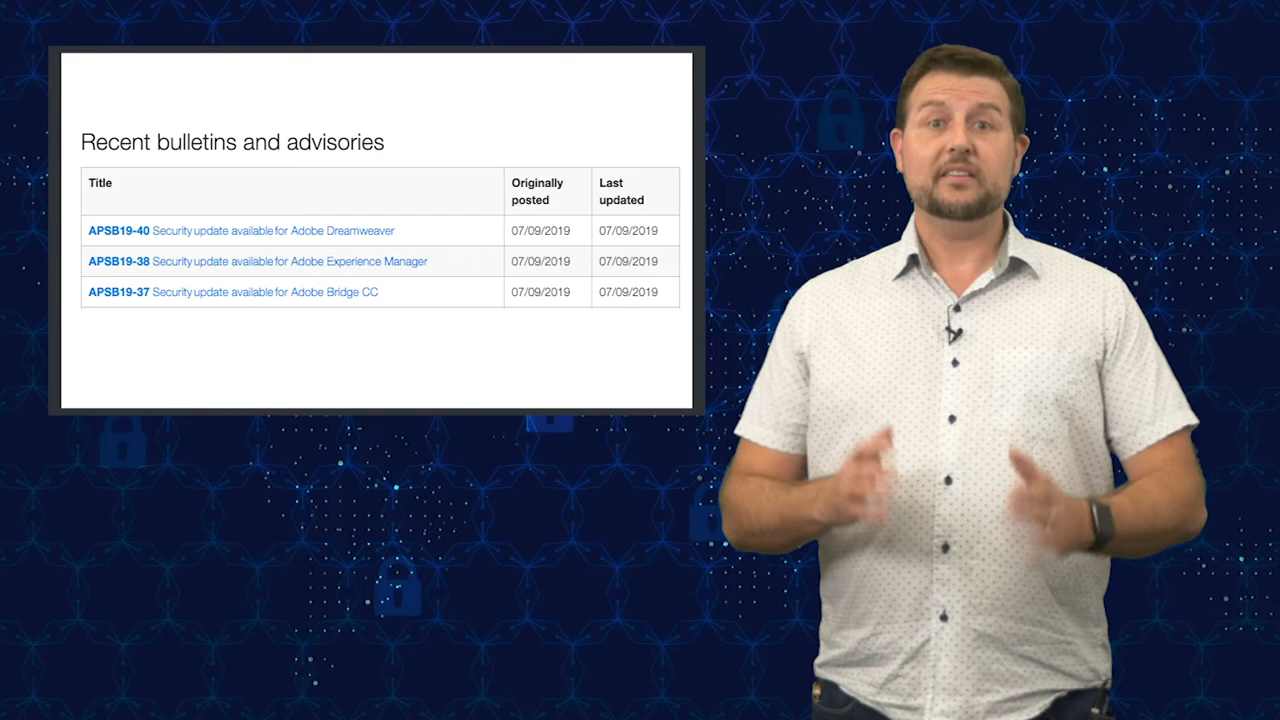 Recent bulletins and advisories
Title
Originally posted
Last updated
APSB19-40 Security update available for Adobe Dreamweaver 07/09/2019 07/09/2019
APSB19-38 Security update available for Adobe Experience Manager 07/09/2019 07/09/2019
APSB19-37 Security update available for Adobe Bridge CC 07/09/2019 07/09/2019